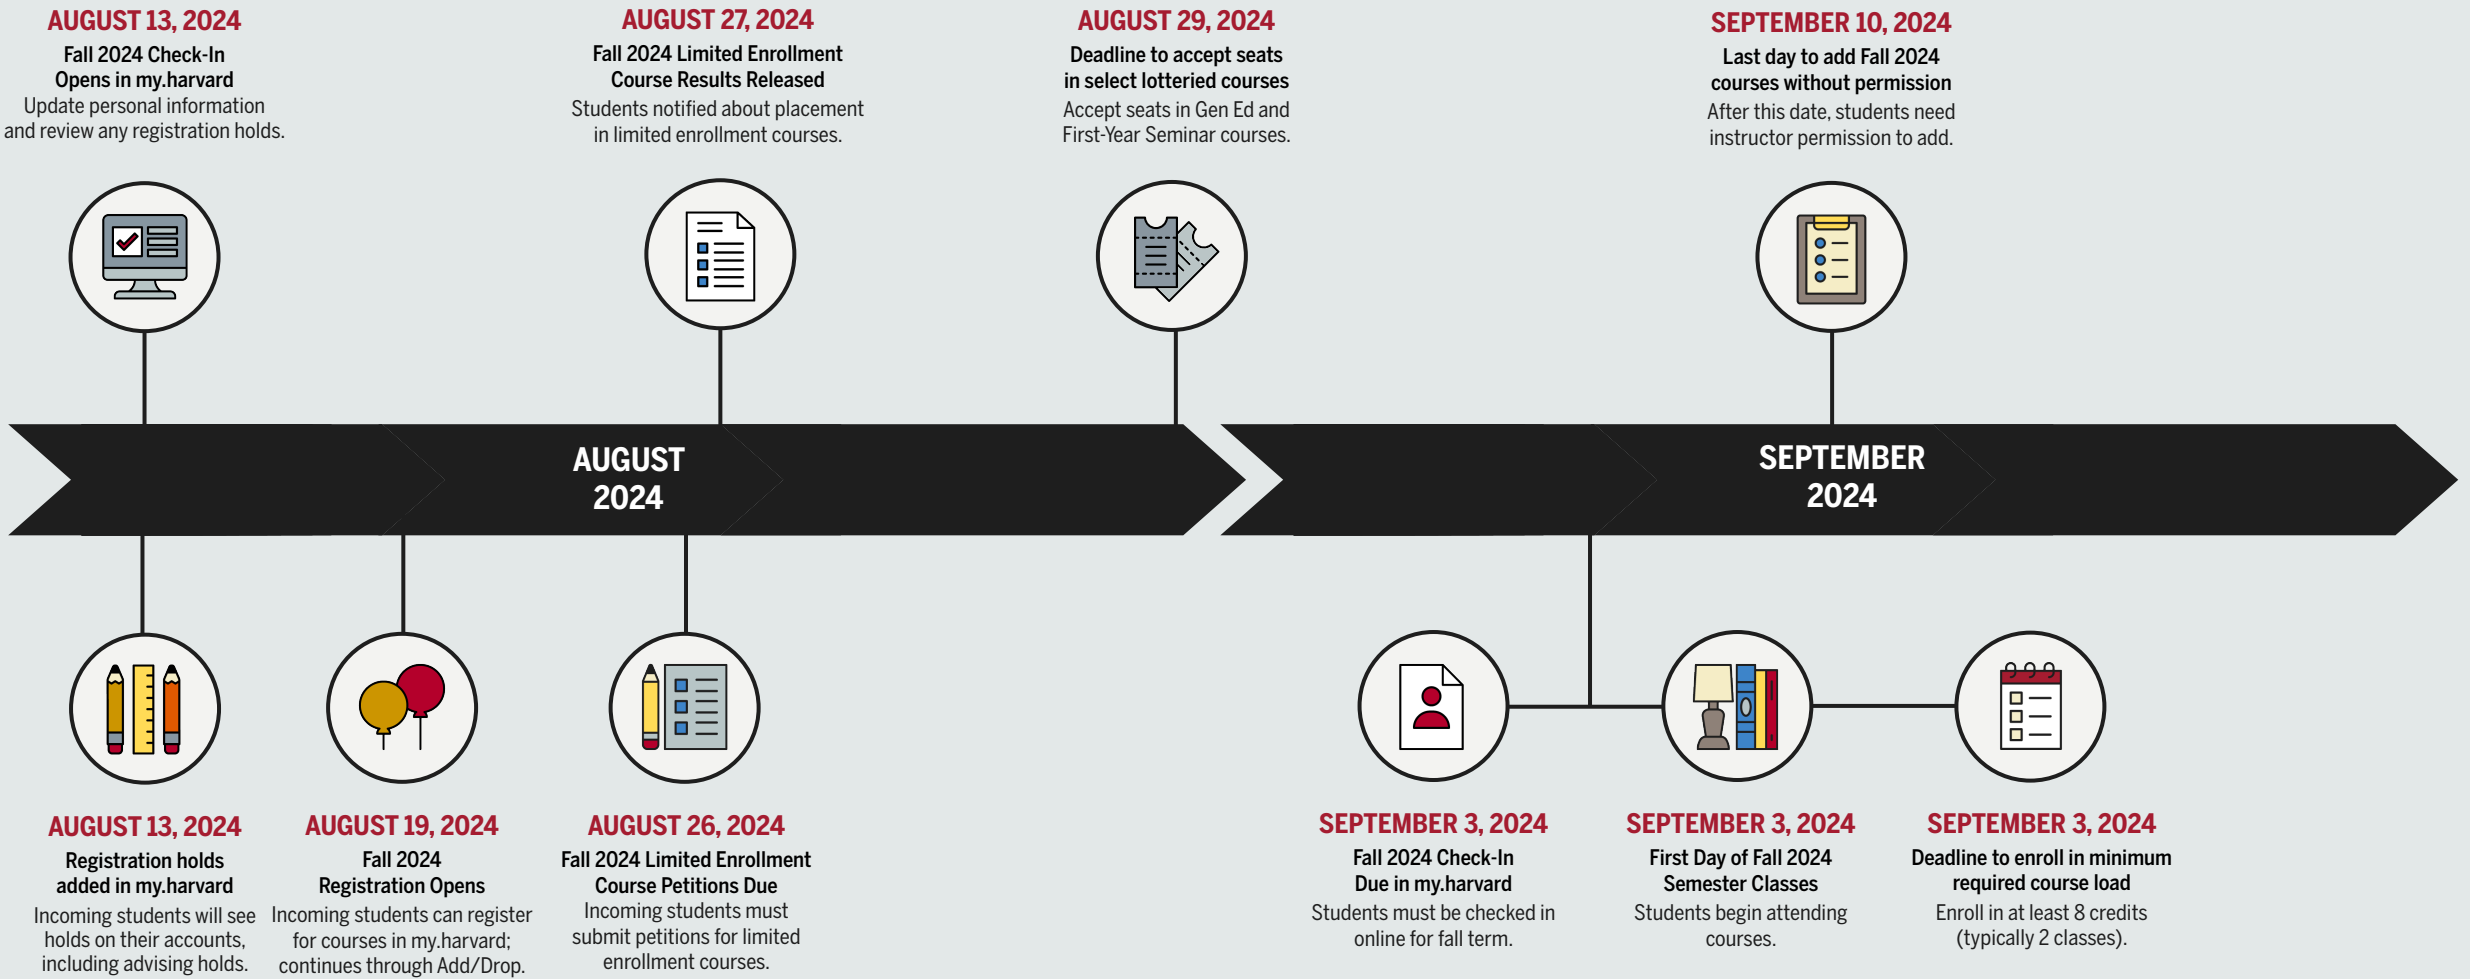 AUGUST 13, 2024
Fall 2024 Check-In
Opens in my.harvard
Update personal information
and review any registration holds.
AUGUST 27, 2024
Fall 2024 Limited Enrollment
Course Results Released
Students notified about placement
in limited enrollment courses.
AUGUST 29, 2024
Deadline to accept seats
in select lotteried courses
Accept seats in Gen Ed and
First-Year Seminar courses.
SEPTEMBER 10, 2024
Last day to add Fall 2024
courses without permission
After this date, students need
instructor permission to add.
AUGUST
2024
SEPTEMBER
2024
AUGUST 13, 2024
Registration holds
added in my.harvard
Incoming students will see
holds on their accounts,
including advising holds.
AUGUST 19, 2024
Fall 2024
Registration Opens
Incoming students can register
for courses in my.harvard;
continues through Add/Drop.
AUGUST 26, 2024
Fall 2024 Limited Enrollment
Course Petitions Due
Incoming students must
submit petitions for limited
enrollment courses.
SEPTEMBER 3, 2024
Fall 2024 Check-In
Due in my.harvard
Students must be checked in
online for fall term.
SEPTEMBER 3, 2024
First Day of Fall 2024
Semester Classes
Students begin attending
courses.
SEPTEMBER 3, 2024
Deadline to enroll in minimum
required course load
Enroll in at least 8 credits
(typically 2 classes).